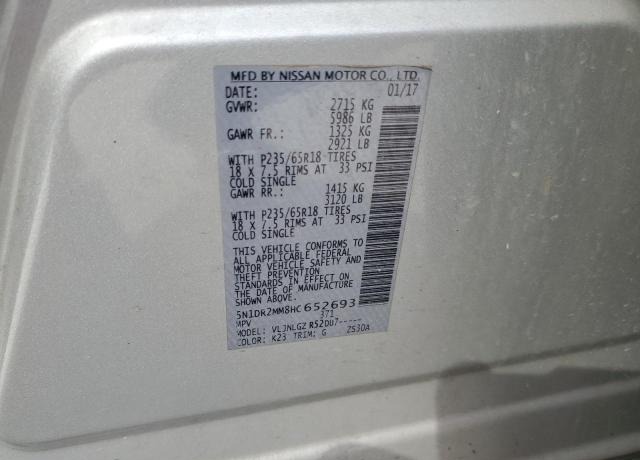 MFD BY NISSAN MOTOR CO., LTD.
DATE: 01/17
GVWR: 2715 KG
5986 LB
GAWR FR.: 1325 KG
2921 LB
WITH P235/65R18 TIRES
18 X 7.5 RIMS AT 33 PSI
COLD SINGLE
GAWR RR.: 1415 KG
3120 LB
WITH P235/65R18 TIRES
18 X 7.5 RIMS AT 33 PSI
COLD SINGLE
THIS VEHICLE CONFORMS TO
ALL APPLICABLE FEDERAL
MOTOR VEHICLE SAFETY AND
THEFT PREVENTION
STANDARDS IN EFFECT ON
DATE OF MANUFACTURE
SHOWN ABOVE.
5N1DR2MM8HC652693
MPV 371
MODEL: VLJNLGZ R52DU7-----
COLOR: K23 TRIM: G ZS30A